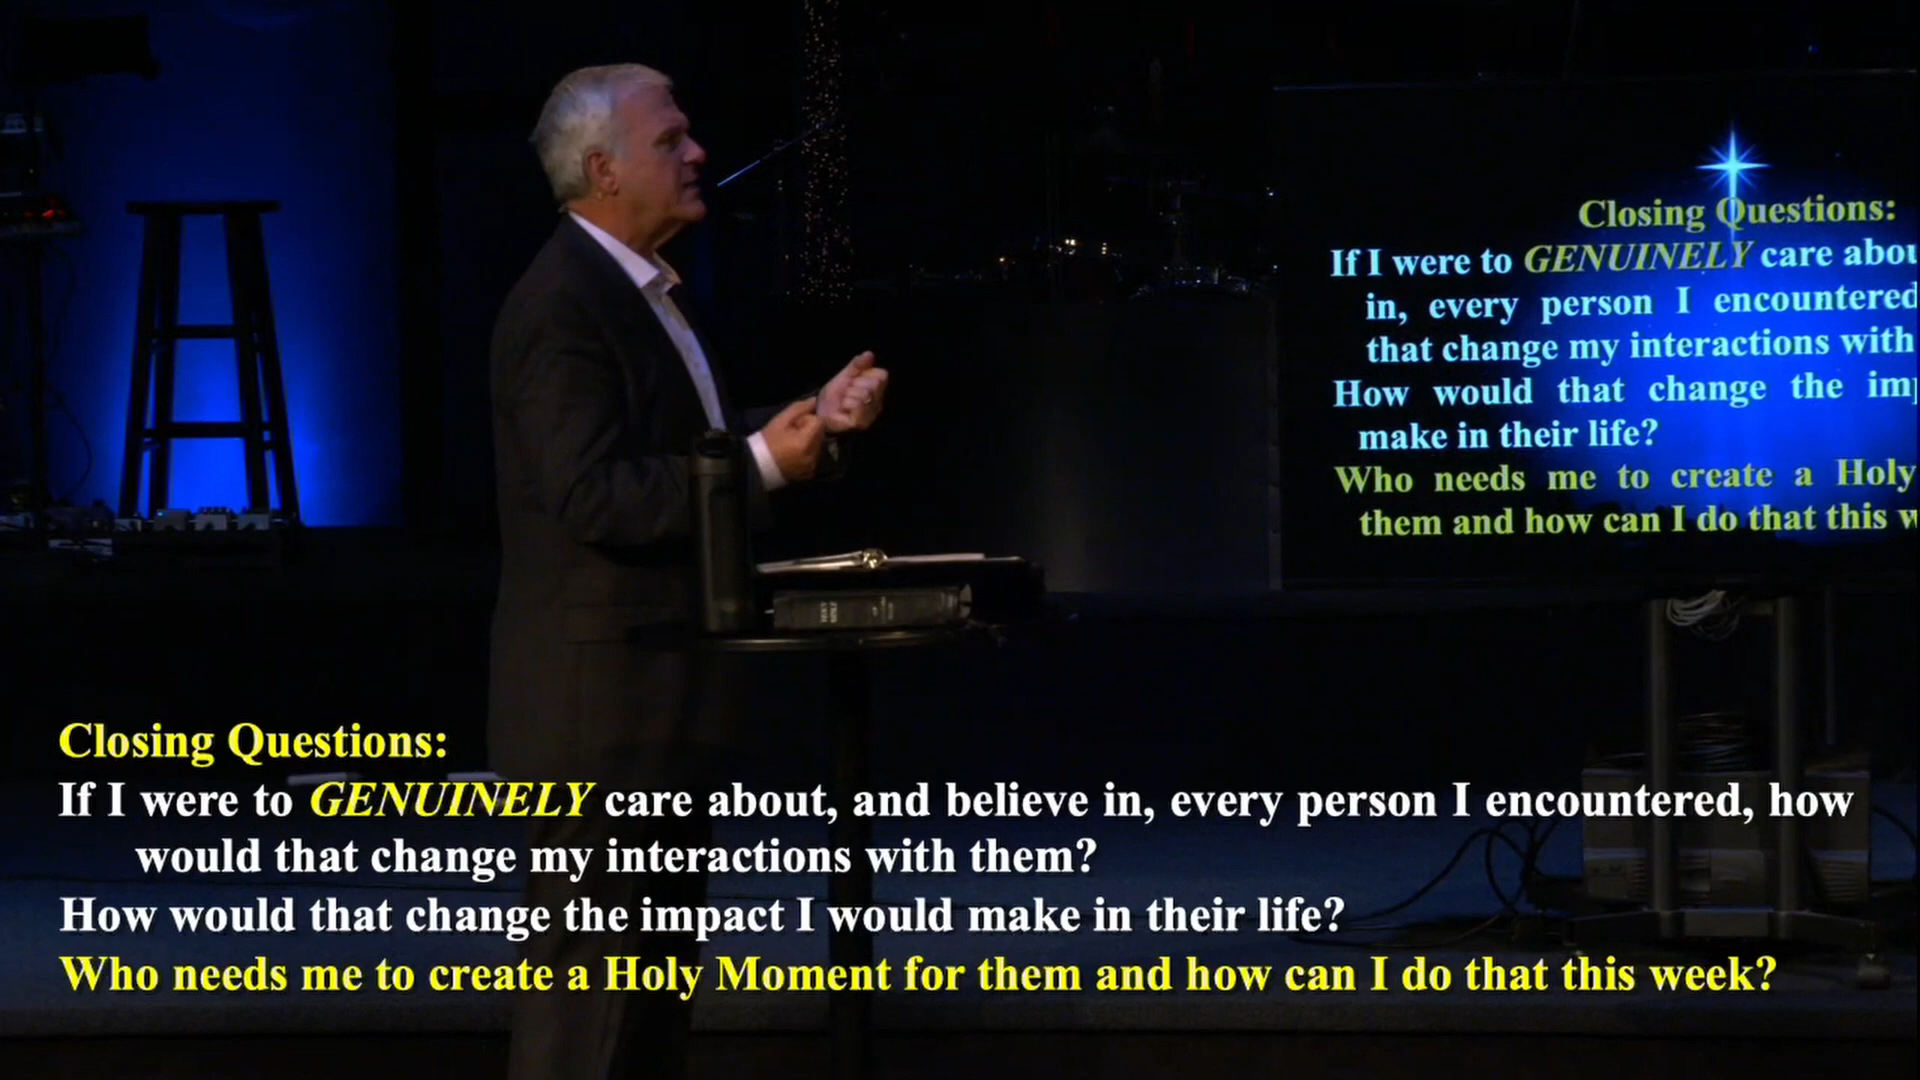 Closing Questions:
If I were to GENUINELY care abou
in, every person I encountered
that change my interactions with
How would that change the imp
make in their life?
Who needs me to create a Holy
them and how can I do that this w
HOLY
Closing Questions:
If I were to GENUINELY care about, and believe in, every person I encountered, how
would that change my interactions with them?
How would that change the impact I would make in their life?
Who needs me to create a Holy Moment for them and how can I do that this week?